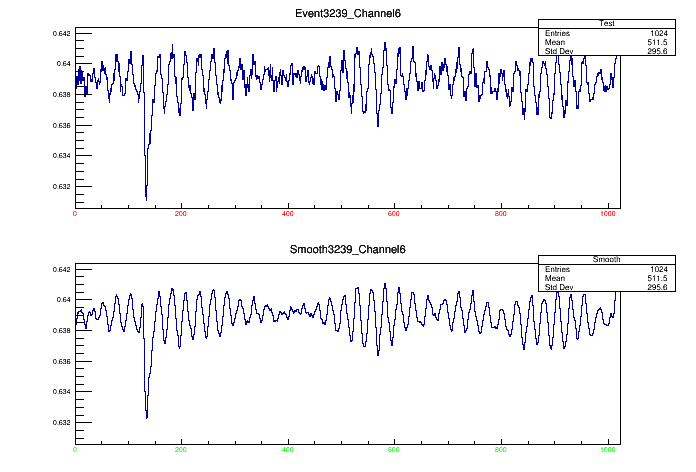 Event3239_Channel6
Test
Entries 1024
Mean 511.5
Std Dev 295.6
0.642
0.64
0.638
0.636
0.634
0.632
0 200 400 600 800 1000
Smooth3239_Channel6
Smooth
Entries 1024
Mean 511.5
Std Dev 295.6
0.642
0.64
0.638
0.636
0.634
0.632
0 200 400 600 800 1000